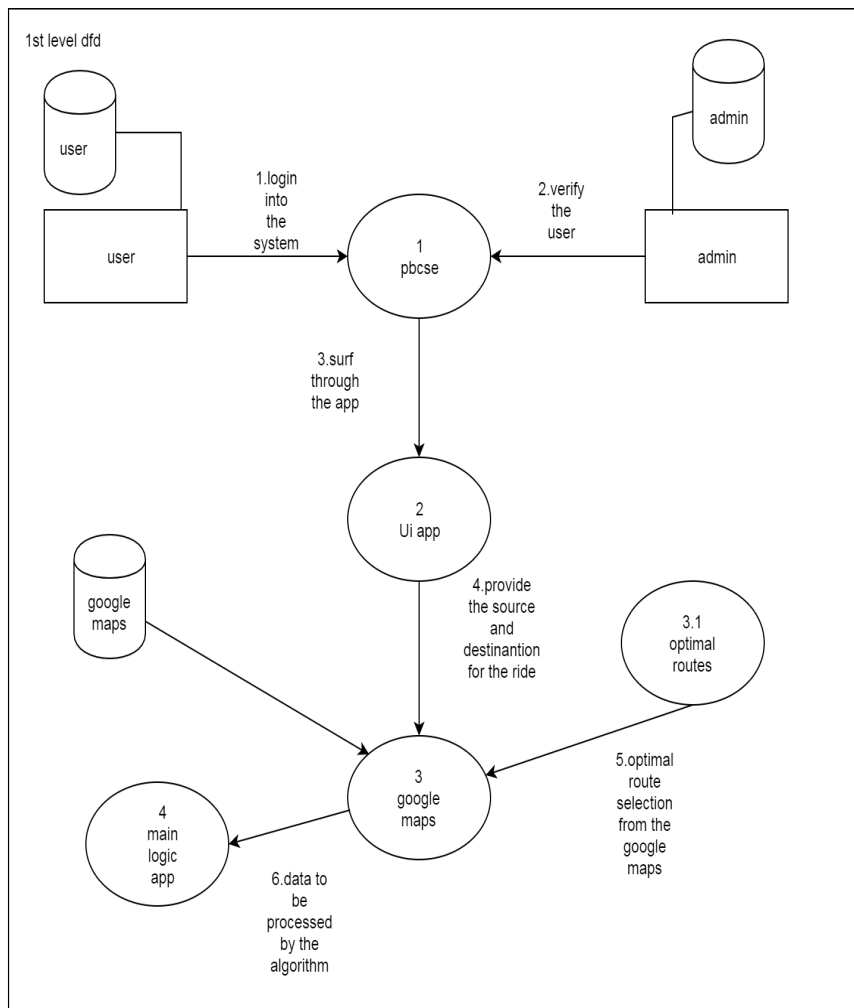 1st level dfd
user
admin
1.login
into
the
system
2.verify
the
user
user
1
pbcse
admin
3.surf
through
the app
2
Ui app
google
maps
4.provide
the source
and
destinantion
for the ride
3.1
optimal
routes
3
google
maps
5.optimal
route
selection
from the
google
maps
4
main
logic
app
6.data to
be
processed
by the
algorithm